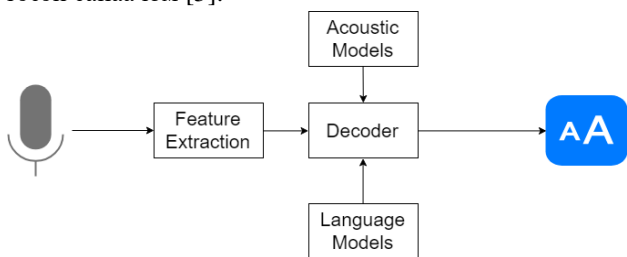 Acoustic
Models
Feature
Extraction
Decoder
AA
Language
Models